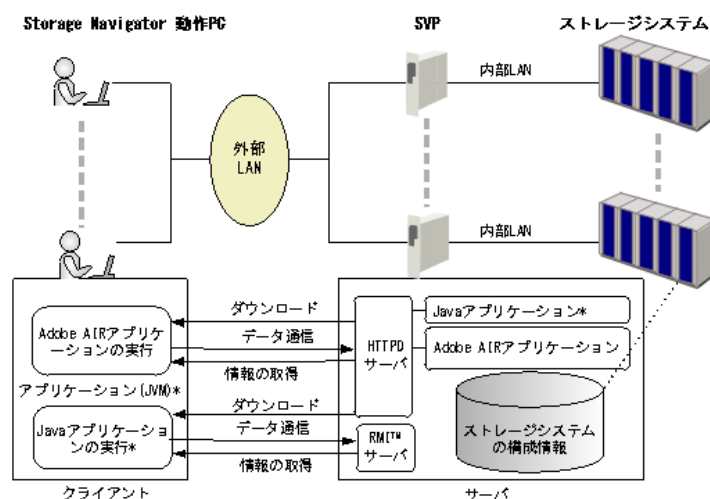 Storage Navigator 動作PC
SVP
ストレージシステム
内部LAN
外部
LAN
内部LAN
ダウンロード
Javaアプリケーション*
Adobe AIRアプリケ
ーションの実行
データ通信
HTTPD
サーバ
Adobe AIRアプリケーション
情報の取得
アプリケーション(JVM)*
ダウンロード
Javaアプリケーショ
ンの実行*
データ通信
RMI™
サーバ
ストレージシステム
の構成情報
情報の取得
クライアント
サーバ